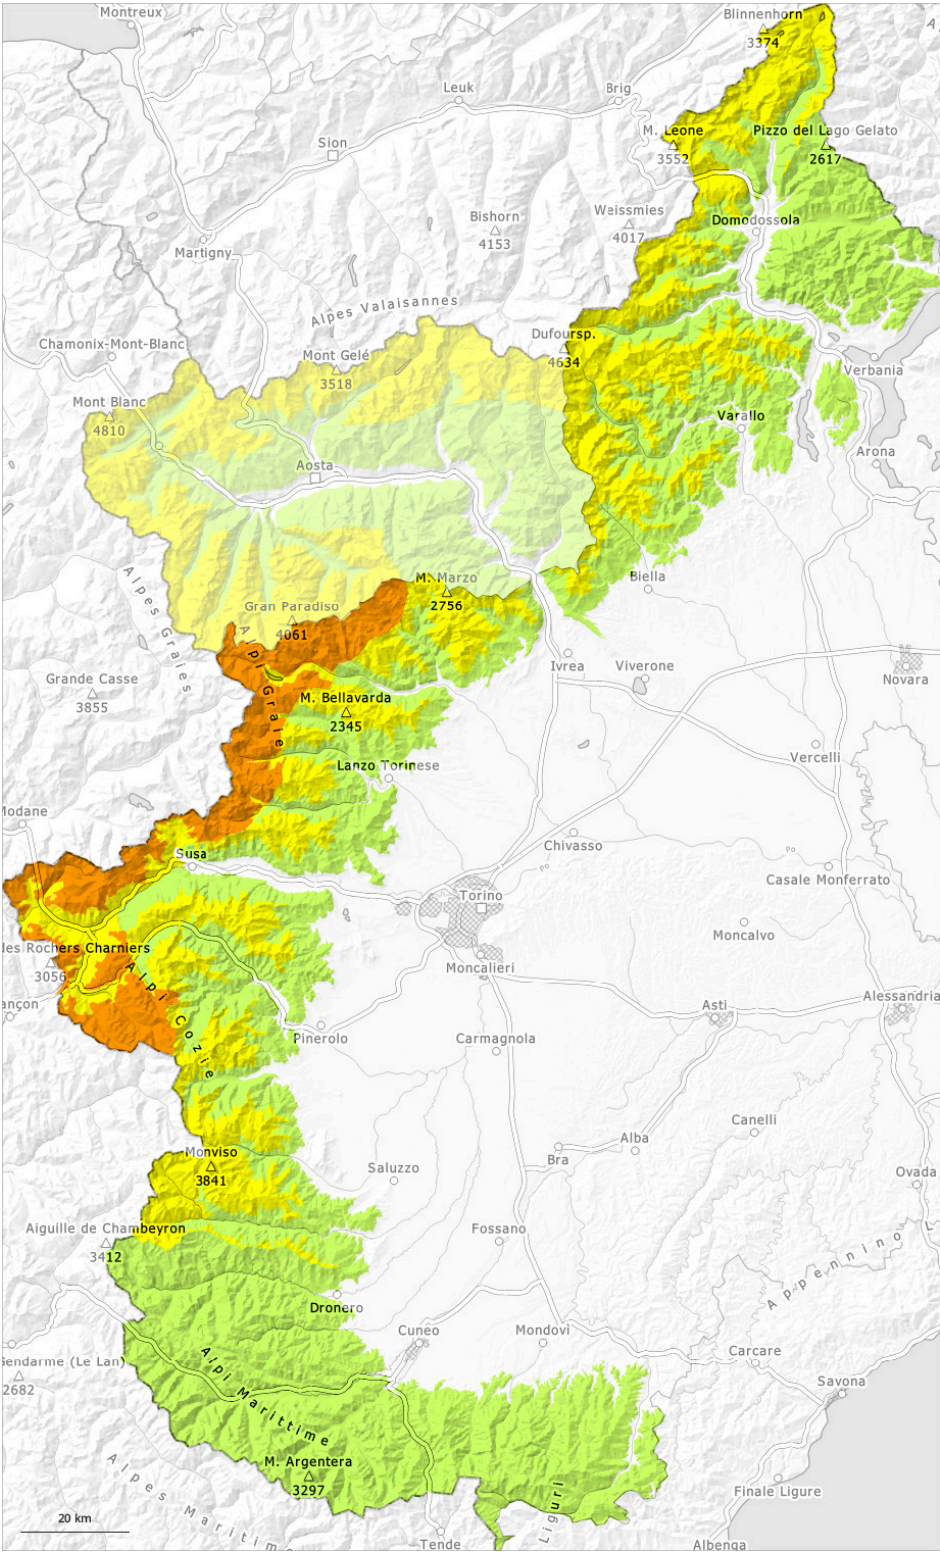 Montreux
Blinnenhorn
3374
Leuk
Brig
Sion
M. Leone
3552
Pizzo del Lago Gelato
2617
Bishorn
4153
Weissmies
4017
Domodossola
Martigny
Alpes Valaisannes
Chamonix-Mont-Blanc
Mont Gelé
3518
Dufoursp.
4634
Verbania
Mont Blanc
4810
Varallo
Arona
Aosta
Alpes Graies
M. Marzo
2756
Biella
Gran Paradiso
4061
Alpi Graie
Ivrea
Viverone
Novara
Grande Casse
3855
M. Bellavarda
2345
Lanzo Torinese
Vercelli
Modane
Chivasso
Susa
Po
Po
Casale Monferrato
Torino
des Rochers Charniers
3056
Moncalvo
Moncalieri
Alpi Cozie
ançon
Asti
Alessandria
Pinerolo
Carmagnola
Canelli
Alba
Bra
Monviso
3841
Saluzzo
Ovada
Aiguille de Chambeyron
3412
Fossano
Appennino L
Dronero
Cuneo
Mondovì
Carcare
Gendarme (Le Lan
2682
Savona
Alpi Marittime
M. Argentera
3297
Alpes Maritime
Liguri
Finale Ligure
20 km
Tende
Albenga